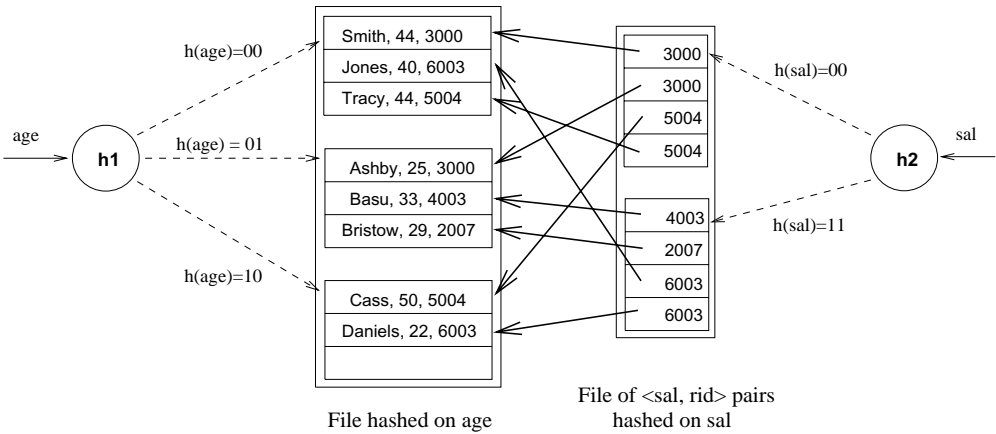 age
h1
h(age)=00
h(age) = 01
h(age)=10
Smith, 44, 3000
Jones, 40, 6003
Tracy, 44, 5004
Ashby, 25, 3000
Basu, 33, 4003
Bristow, 29, 2007
Cass, 50, 5004
Daniels, 22, 6003
File hashed on age
3000
3000
5004
5004
4003
2007
6003
6003
File of <sal, rid> pairs
hashed on sal
h(sal)=00
h(sal)=11
h2
sal